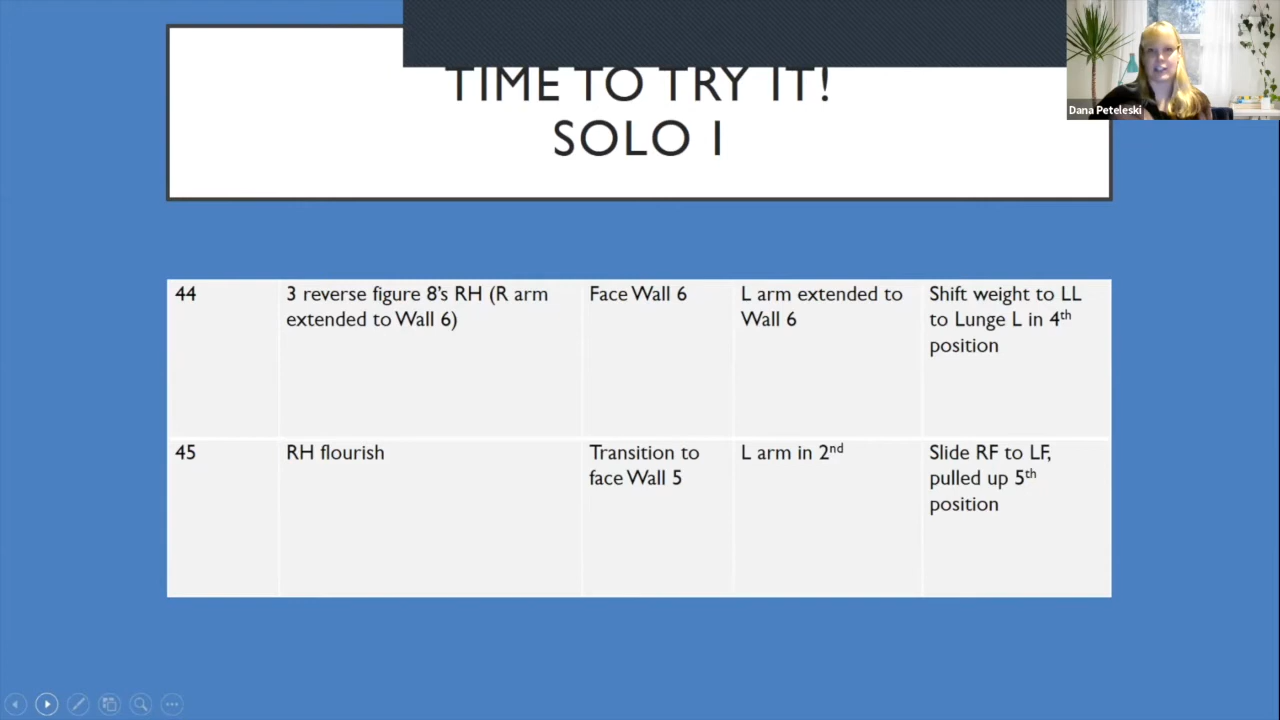 TIME TO TRY IT!
SOLO 1
Dana Peteleski
44
3 reverse figure 8's RH (R arm
extended to Wall 6)
Face Wall 6
L arm extended to
Wall 6
Shift weight to LL
to Lunge L in 4th
position
45
RH flourish
Transition to
face Wall 5
L arm in 2nd
Slide RF to LF,
pulled up 5th
position